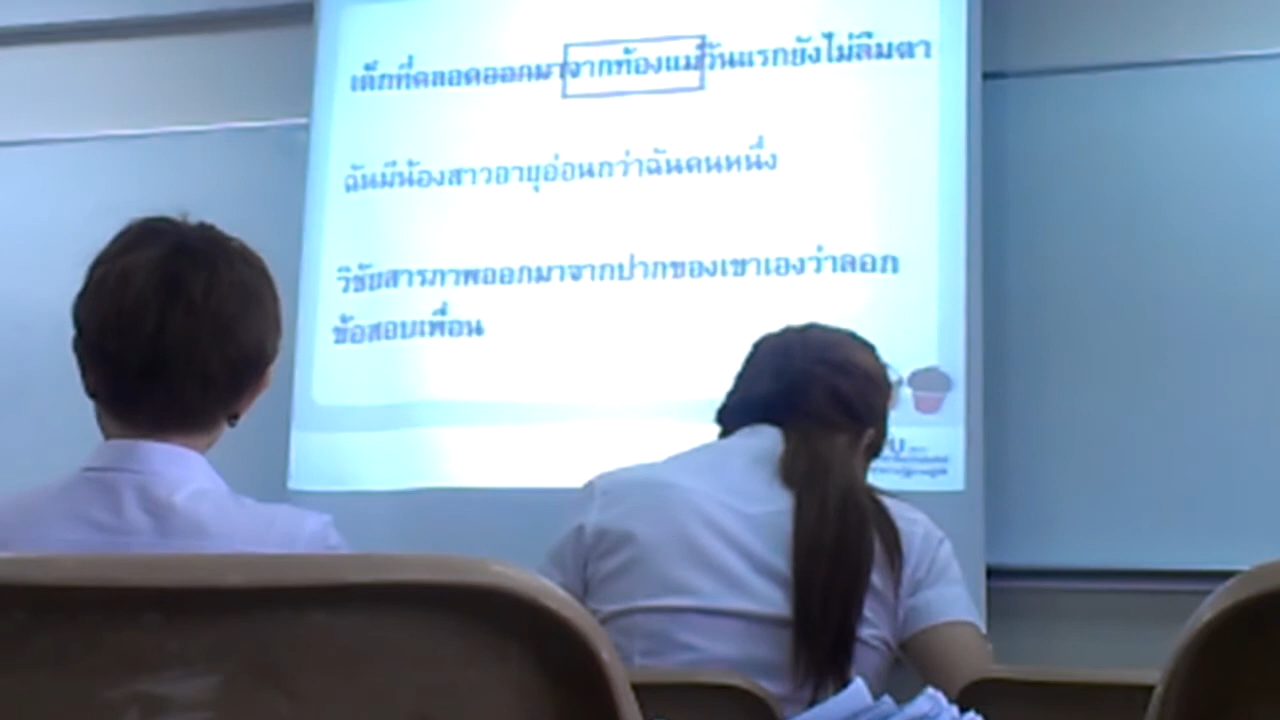 เด็กที่คลอดออกมาจากท้องแม่วันแรกยังไม่ลืมตา
ฉันมีน้องสาวอายุอ่อนกว่าฉันคนหนึ่ง
วิชัยสารภาพออกมาจากปากของเขาเองว่าลอก
ข้อสอบเพื่อน